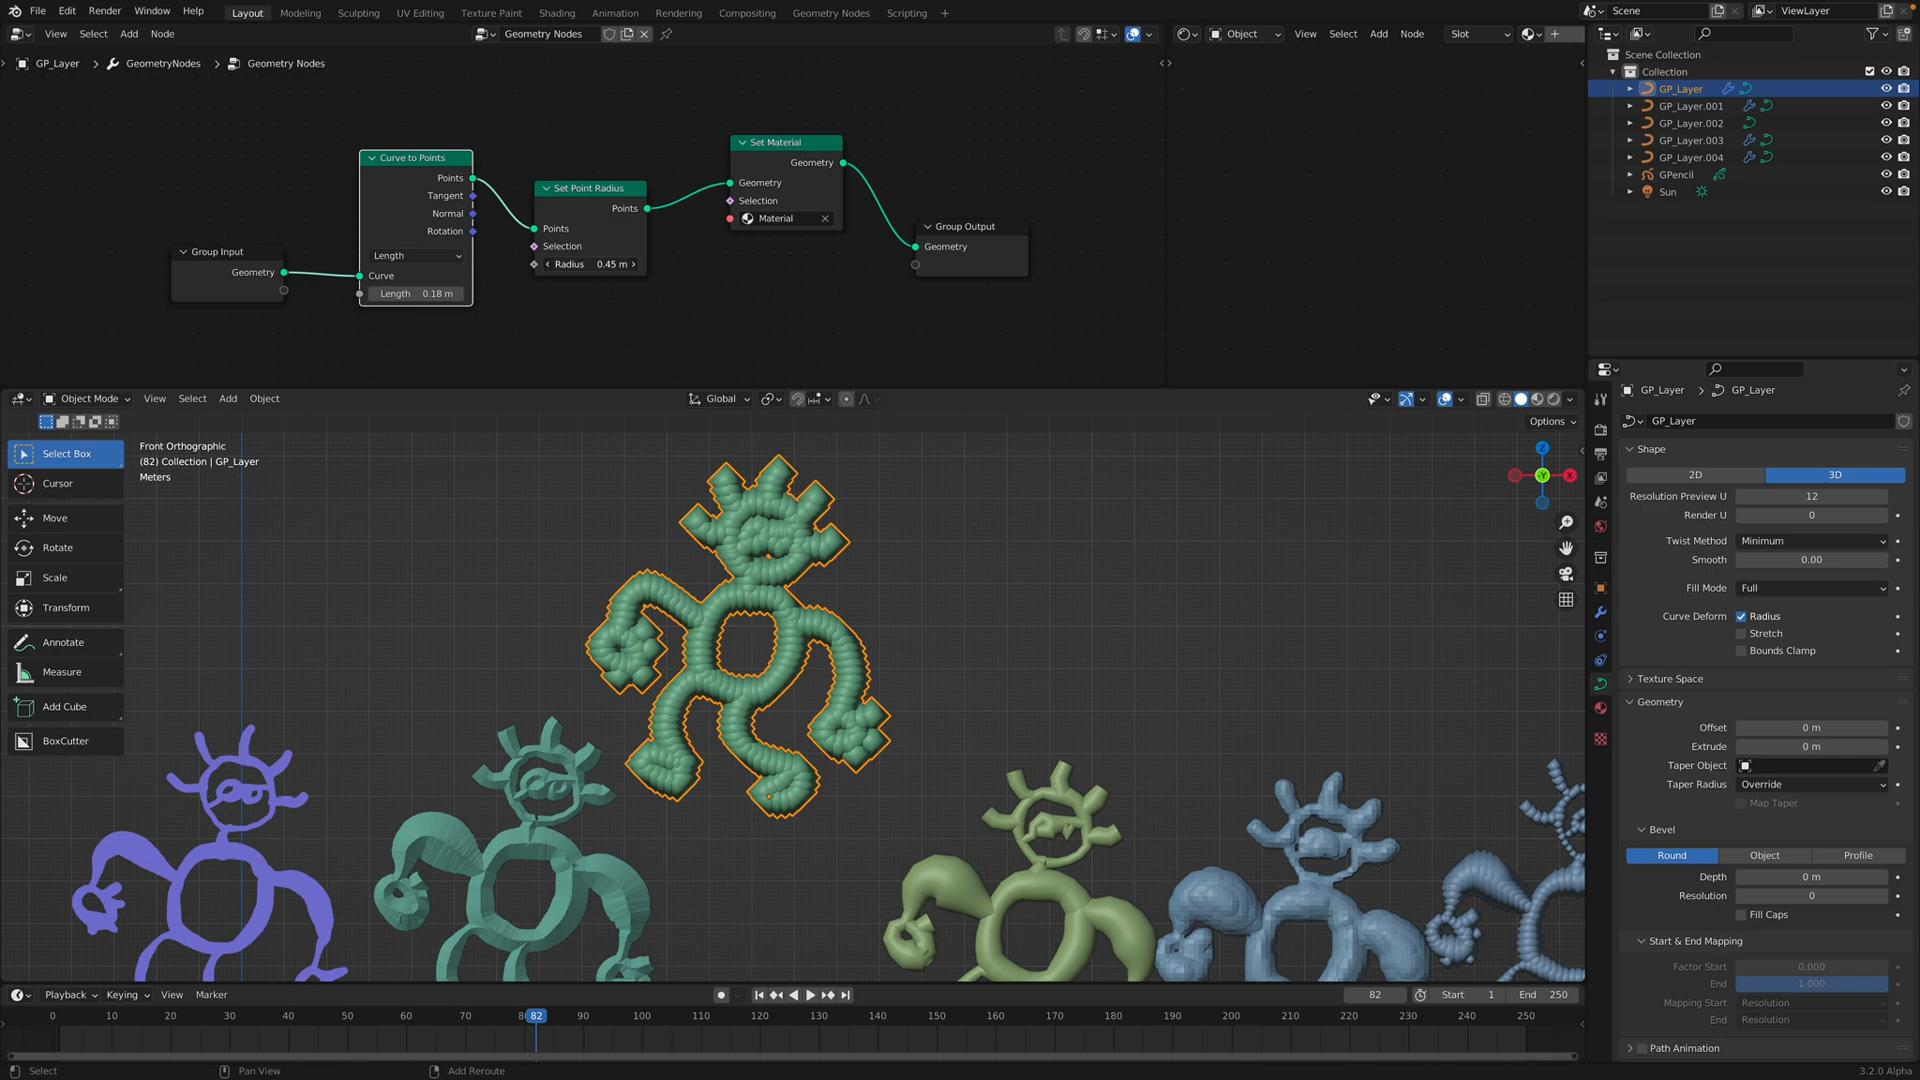 File Edit Render Window Help Layout Modeling Sculpting UV Editing Texture Paint Shading Animation Rendering Compositing Geometry Nodes Scripting + Scene ViewLayer
View Select Add Node Geometry Nodes Object View Select Add Node Slot
GP_Layer > GeometryNodes > Geometry Nodes
Scene Collection
Collection
GP_Layer
GP_Layer.001
GP_Layer.002
GP_Layer.003
GP_Layer.004
GPencil
Sun
Group Input
Geometry
Curve to Points
Points
Tangent
Normal
Rotation
Length
Curve
Length 0.18 m
Set Point Radius
Points
Points
Selection
Radius 0.45 m
Set Material
Geometry
Geometry
Selection
Material
Group Output
Geometry
Object Mode View Select Add Object Global
Options
Select Box
Cursor
Move
Rotate
Scale
Transform
Annotate
Measure
Add Cube
BoxCutter
Front Orthographic
(82) Collection | GP_Layer
Meters
Z
Y
X
GP_Layer > GP_Layer
GP_Layer
Shape
2D 3D
Resolution Preview U 12
Render U 0
Twist Method Minimum
Smooth 0.00
Fill Mode Full
Curve Deform Radius
Stretch
Bounds Clamp
Texture Space
Geometry
Offset 0 m
Extrude 0 m
Taper Object
Taper Radius Override
Map Taper
Bevel
Round Object Profile
Depth 0 m
Resolution 0
Fill Caps
Start & End Mapping
Factor Start 0.000
End 1.000
Mapping Start Resolution
End Resolution
Path Animation
Playback Keying View Marker 82 Start 1 End 250
0 10 20 30 40 50 60 70 8 82 90 100 110 120 130 140 150 160 170 180 190 200 210 220 230 240 250
Select Pan View Add Reroute 3.2.0 Alpha